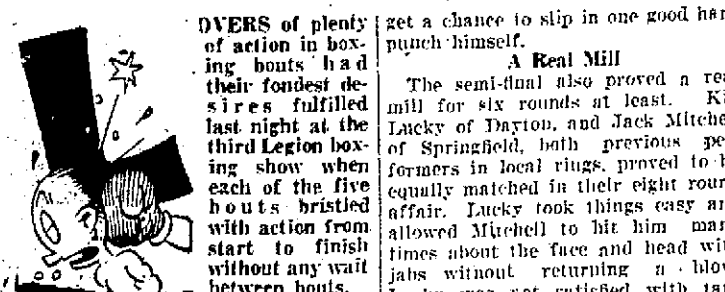 OVERS of plenty
of action in box-
ing bouts had
their fondest de-
sires fulfilled
last night at the
third Legion box-
ing show when
each of the five
bouts bristled
with action from
start to finish
without any wait
between bouts.
get a chance to slip in one good
punch himself.
A Real Mill
The semi-final also proved a
mill for six rounds at least.
Lucky of Dayton, and Jack
of Springfield, both previous
formers in local rings, proved to
equally matched in their eight
affair. Lucky took things easy
allowed Mitchell to hit him
times about the face and head
jabs without returning a
not satisfied with